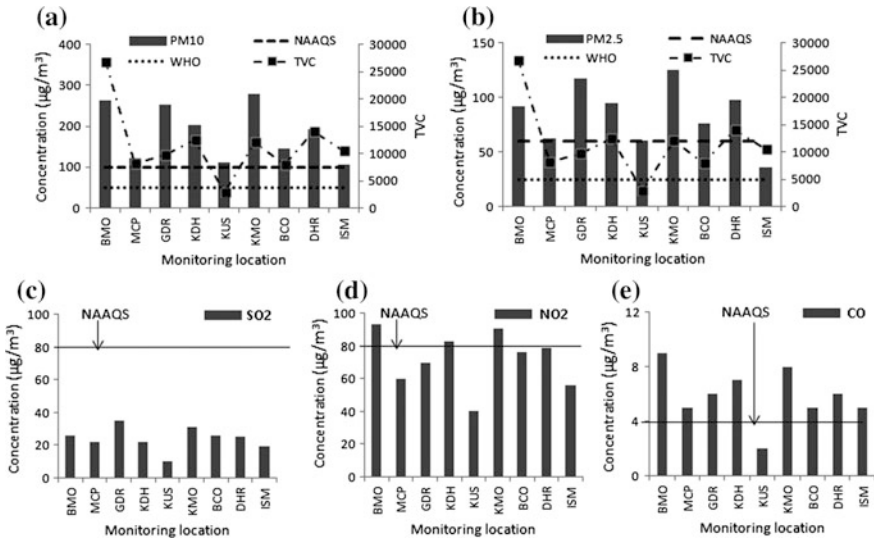 (a)
PM10 NAAQS
WHO TVC
Concentration (µg/m³)
400
300
200
100
0
30000
25000
20000
15000
10000
5000
0
TVC
BMO MCP GDR KDH KUS KMO BCO DHR ISM
Monitoring location
(b)
PM2.5 NAAQS
WHO TVC
Concentration (µg/m³)
150
100
50
0
30000
25000
20000
15000
10000
5000
0
TVC
BMO MCP GDR KDH KUS KMO BCO DHR ISM
Monitoring location
(c)
NAAQS SO2
Concentration (µg/m³)
100
80
60
40
20
0
BMO MCP GDR KDH KUS KMO BCO DHR ISM
Monitoring location
(d)
NAAQS NO2
Concentration (µg/m³)
100
80
60
40
20
0
BMO MCP GDR KDH KUS KMO BCO DHR ISM
Monitoring location
(e)
NAAQS CO
Concentration (µg/m³)
12
8
4
0
BMO MCP GDR KDH KUS KMO BCO DHR ISM
Monitoring location